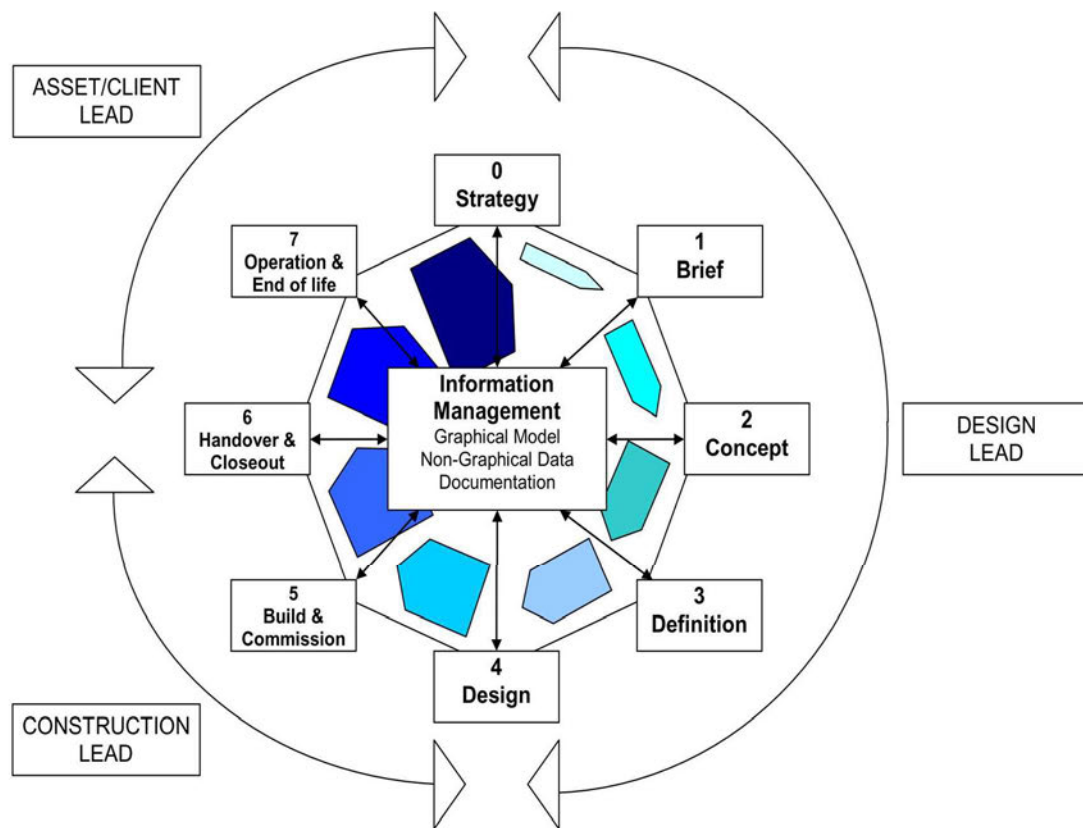 ASSET/CLIENT
LEAD
0
Strategy
7
Operation &
End of life
1
Brief
Information
Management
Graphical Model
Non-Graphical Data
Documentation
6
Handover &
Closeout
2
Concept
DESIGN
LEAD
5
Build &
Commission
3
Definition
4
Design
CONSTRUCTION
LEAD